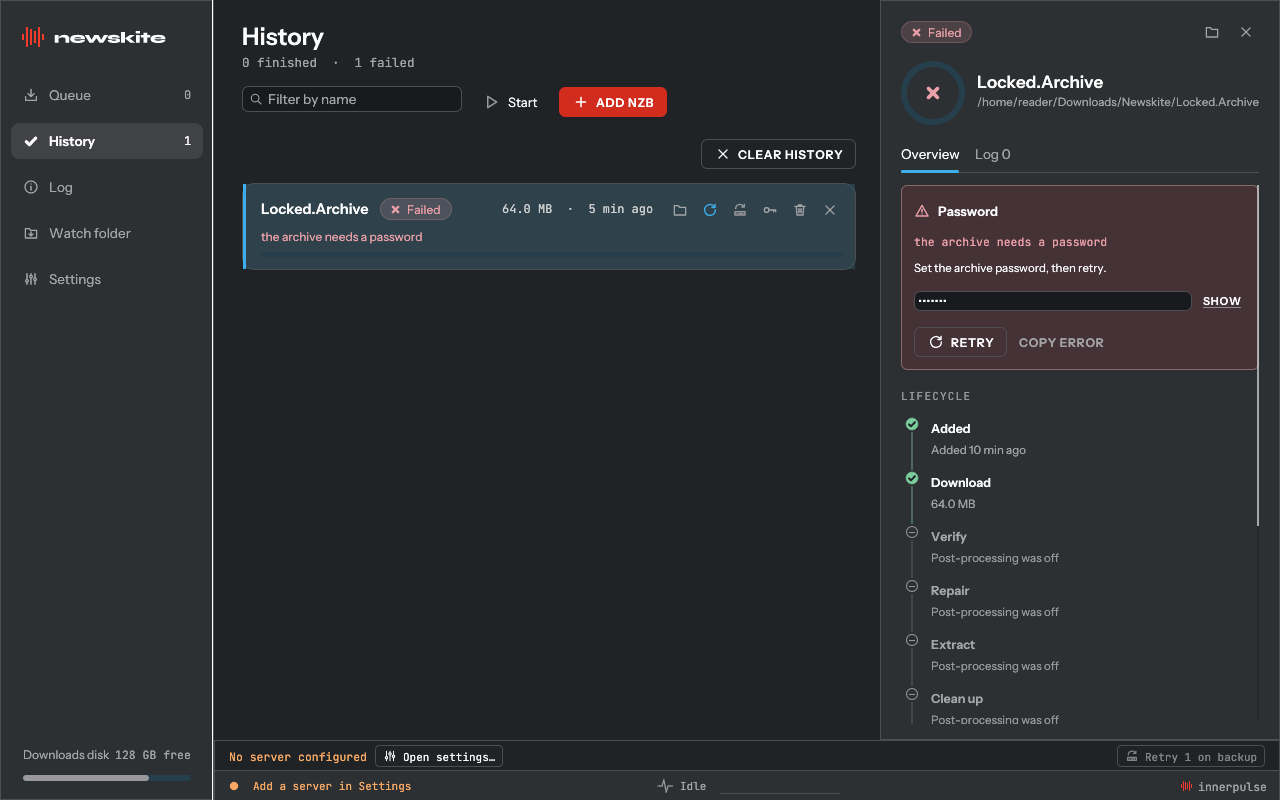 newskite
Queue 0
History 1
Log
Watch folder
Settings
Downloads disk 128 GB free
History
0 finished · 1 failed
Filter by name
Start
+ ADD NZB
CLEAR HISTORY
Locked.Archive
Failed
64.0 MB · 5 min ago
the archive needs a password
Failed
Locked.Archive
/home/reader/Downloads/Newskite/Locked.Archive
Overview Log 0
Password
the archive needs a password
Set the archive password, then retry.
•••••••
SHOW
RETRY
COPY ERROR
LIFECYCLE
Added
Added 10 min ago
Download
64.0 MB
Verify
Post-processing was off
Repair
Post-processing was off
Extract
Post-processing was off
Clean up
Post-processing was off
No server configured
Open settings…
Retry 1 on backup
Add a server in Settings
Idle
innerpulse